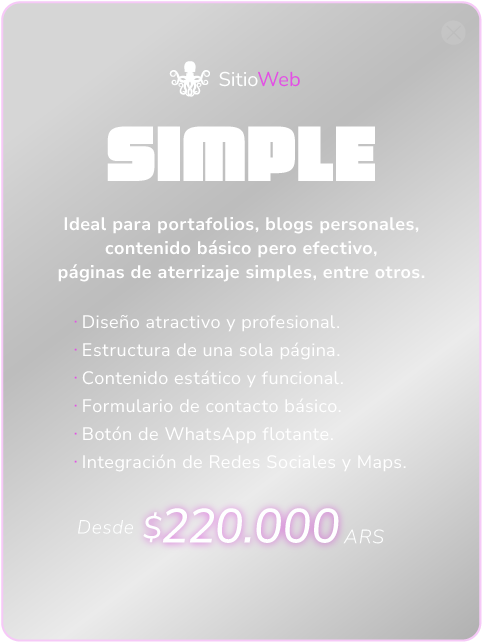 SitioWeb
SIMPLE
Ideal para portafolios, blogs personales,
contenido básico pero efectivo,
páginas de aterrizaje simples, entre otros.
· Diseño atractivo y profesional.
· Estructura de una sola página.
· Contenido estático y funcional.
· Formulario de contacto básico.
· Botón de WhatsApp flotante.
· Integración de Redes Sociales y Maps.
Desde $220.000 ARS